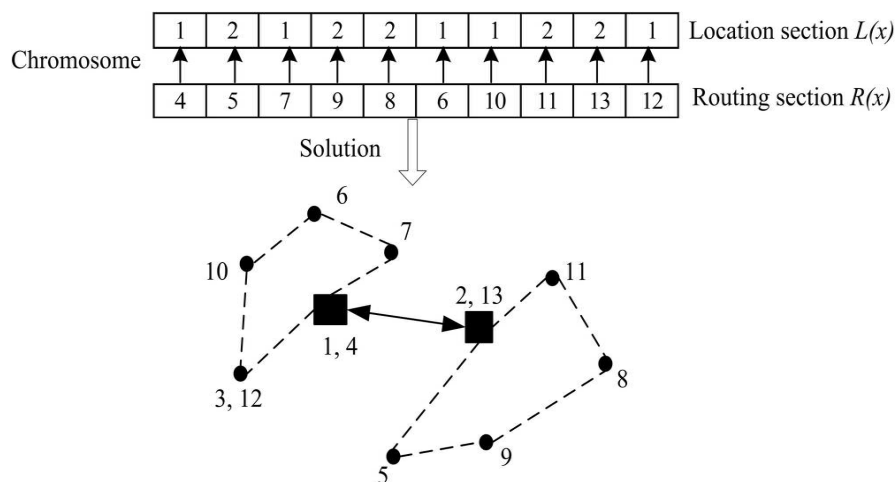 1 2 1 2 2 1 1 2 2 1 Location section L(x)
Chromosome
4 5 7 9 8 6 10 11 13 12 Routing section R(x)
Solution
6
7
10
11
2, 13
1, 4
8
3, 12
9
5